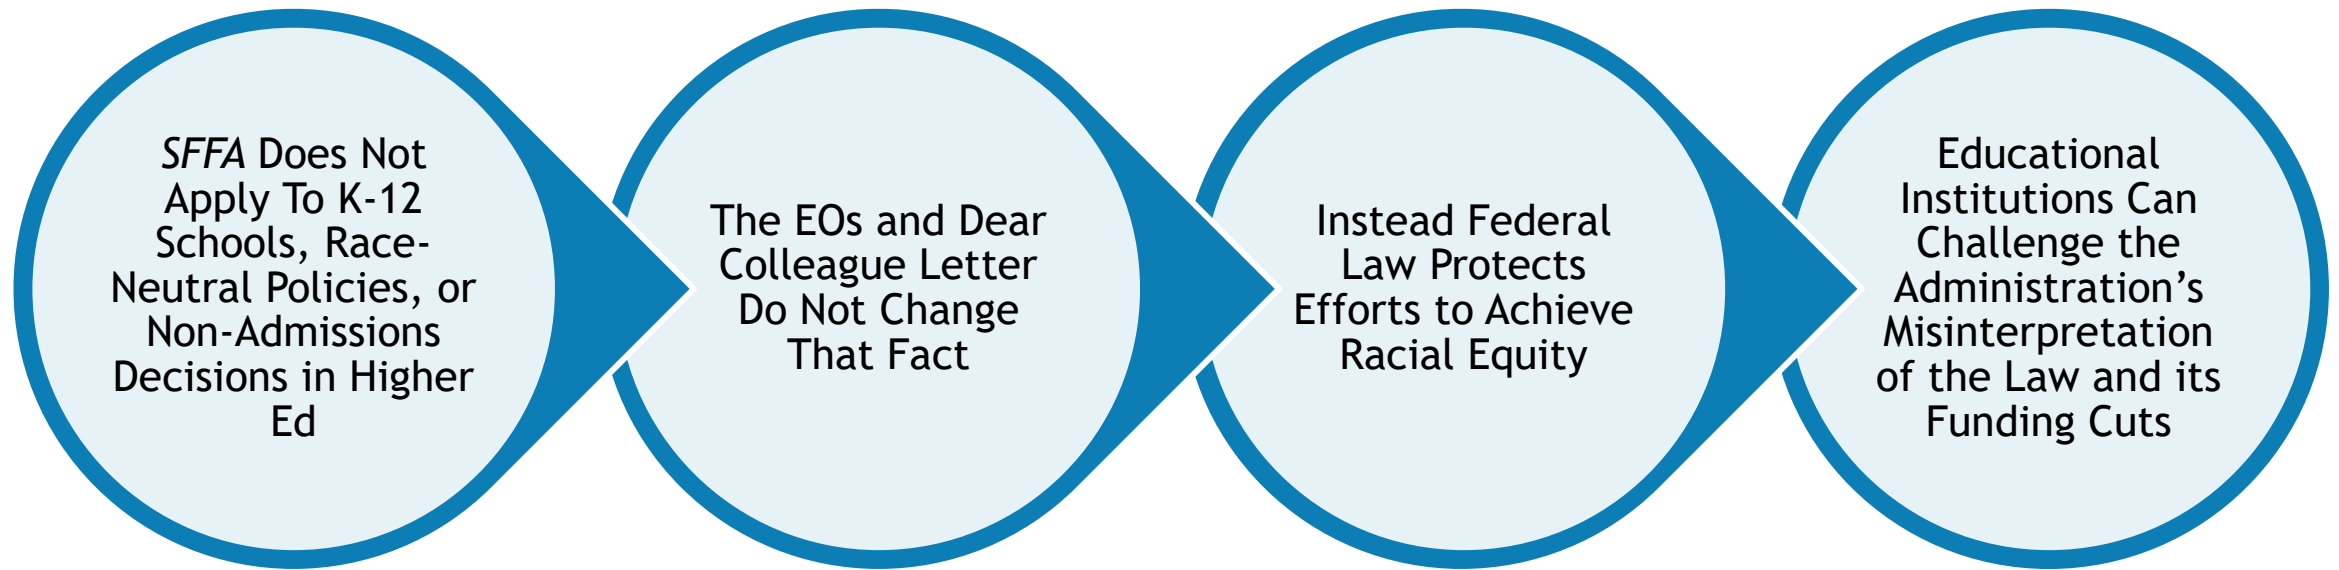 SFFA Does Not
Apply To K-12
Schools, Race-
Neutral Policies, or
Non-Admissions
Decisions in Higher
Ed
The EOs and Dear
Colleague Letter
Do Not Change
That Fact
Instead Federal
Law Protects
Efforts to Achieve
Racial Equity
Educational
Institutions Can
Challenge the
Administration’s
Misinterpretation
of the Law and its
Funding Cuts